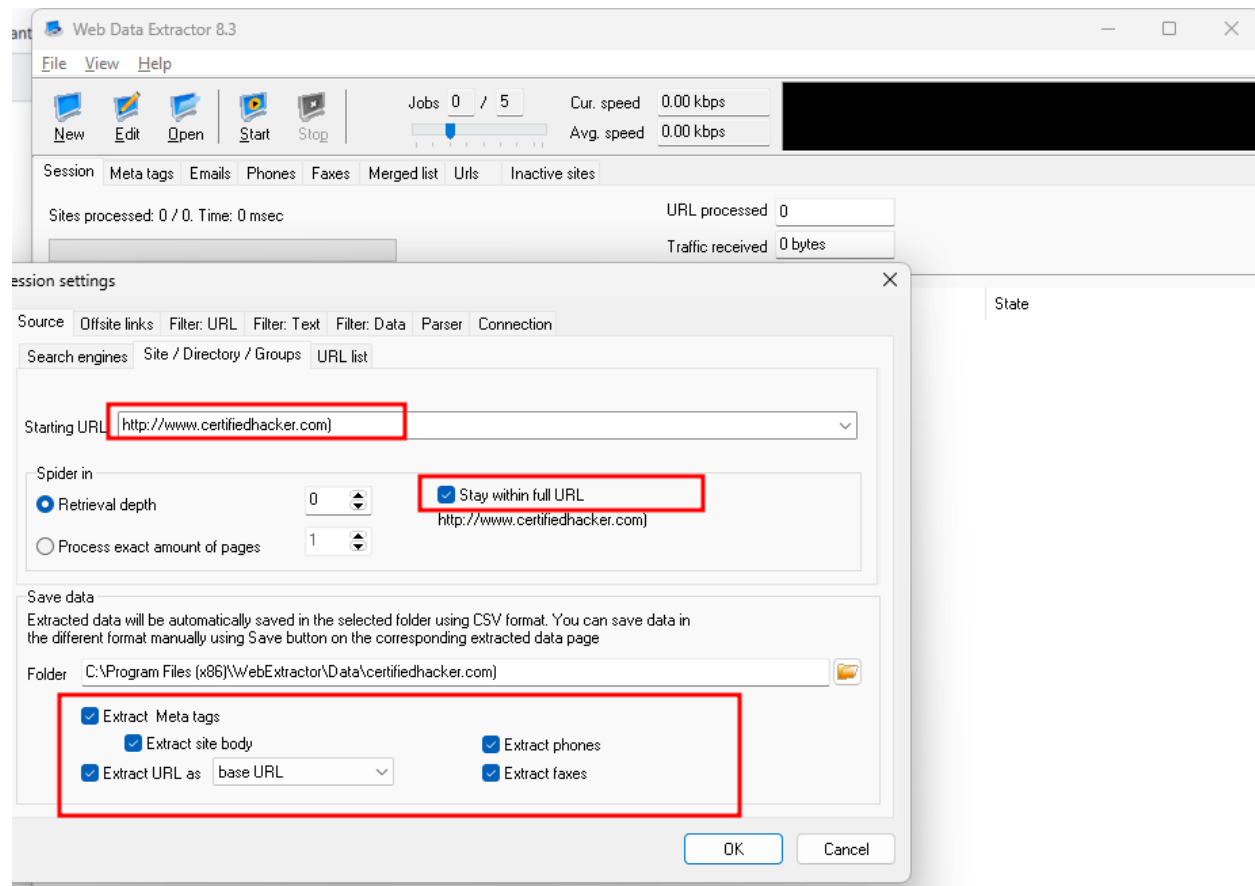 ant
Web Data Extractor 8.3
File View Help
Jobs 0 / 5 Cur. speed 0.00 kbps
New Edit Open Start Stop Avg. speed 0.00 kbps
Session Meta tags Emails Phones Faxes Merged list Urls Inactive sites
Sites processed: 0 / 0. Time: 0 msec URL processed 0
Traffic received 0 bytes
ession settings
State
Source Offsite links Filter: URL Filter: Text Filter: Data Parser Connection
Search engines Site / Directory / Groups URL list
Starting URL http://www.certifiedhacker.com)
Spider in
Retrieval depth 0 Stay within full URL
http://www.certifiedhacker.com)
Process exact amount of pages 1
Save data
Extracted data will be automatically saved in the selected folder using CSV format. You can save data in
the different format manually using Save button on the corresponding extracted data page
Folder C:\Program Files (x86)\WebExtractor\Data\certifiedhacker.com)
Extract Meta tags
Extract site body Extract phones
Extract URL as base URL Extract faxes
OK Cancel